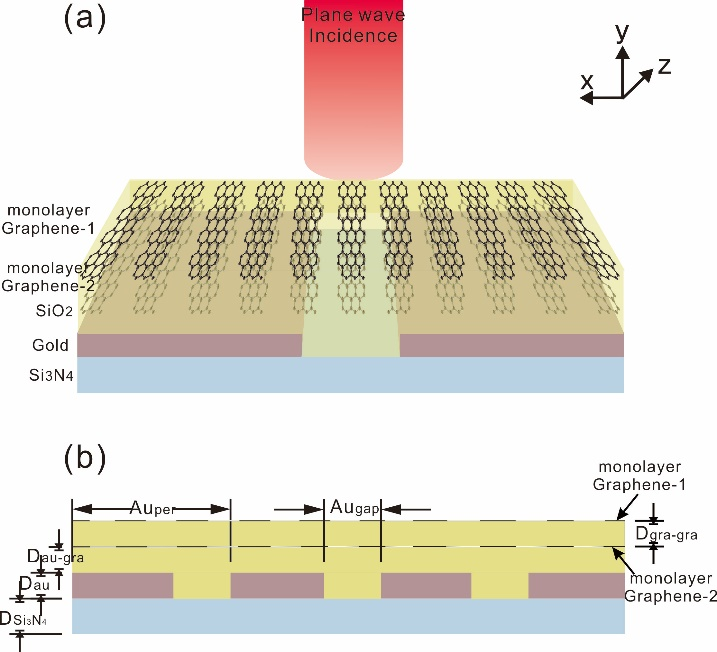 (a)
Plane wave
Incidence
y
z
x
monolayer
Graphene-1
monolayer
Graphene-2
SiO2
Gold
Si3N4
(b)
monolayer
Graphene-1
Auper
Augap
Dgra-gra
Dau-gra
Dau
monolayer
Graphene-2
DSi3N4